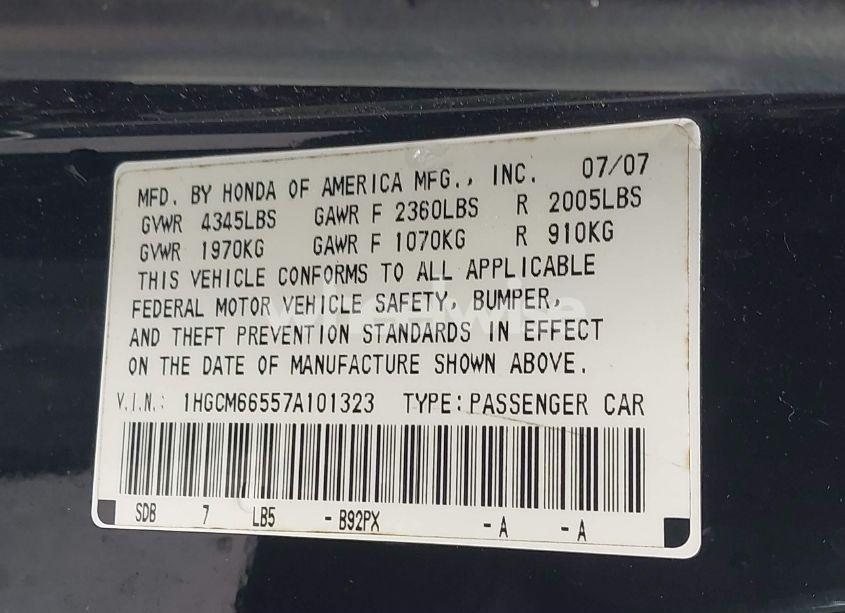 MFD. BY HONDA OF AMERICA MFG., INC. 07/07
GVWR 4345LBS GAWR F 2360LBS R 2005LBS
GVWR 1970KG GAWR F 1070KG R 910KG
THIS VEHICLE CONFORMS TO ALL APPLICABLE
FEDERAL MOTOR VEHICLE SAFETY, BUMPER,
AND THEFT PREVENTION STANDARDS IN EFFECT
ON THE DATE OF MANUFACTURE SHOWN ABOVE.
V.I.N.: 1HGCM66557A101323 TYPE: PASSENGER CAR
SDB 7 LB5 - B92PX - A - A